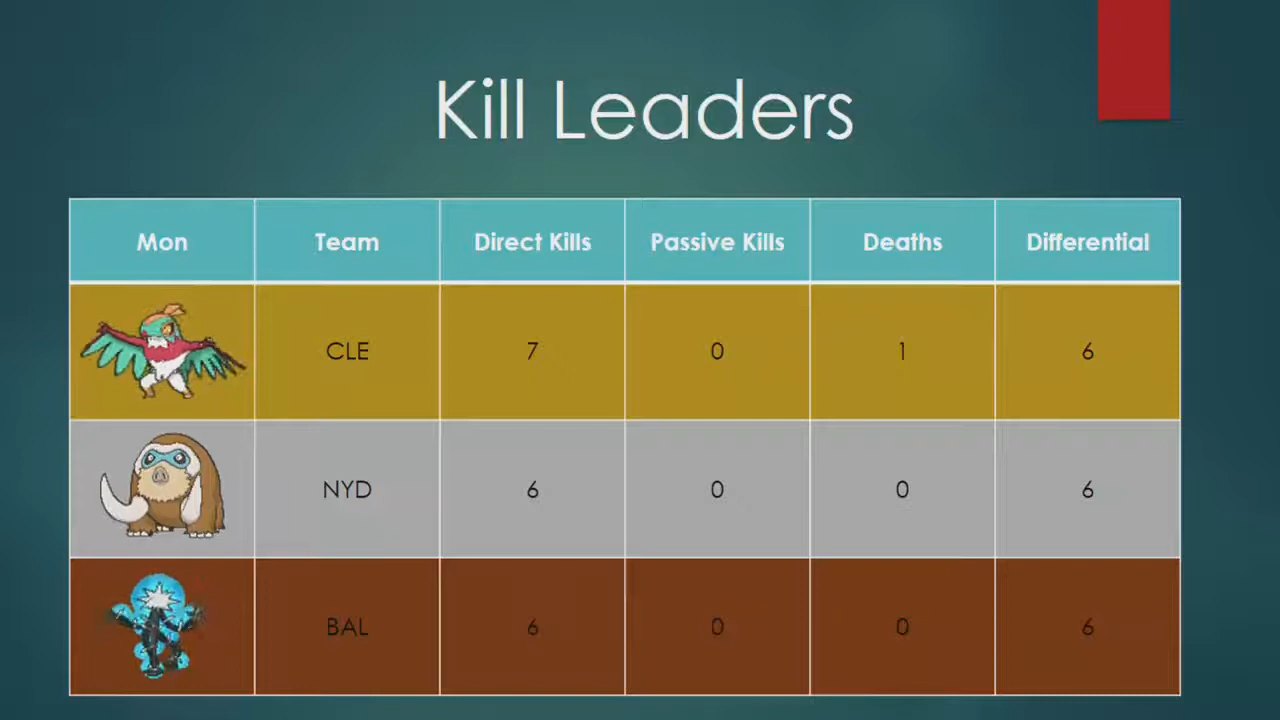 Kill Leaders
Mon Team Direct Kills Passive Kills Deaths Differential
CLE 7 0 1 6
NYD 6 0 0 6
BAL 6 0 0 6